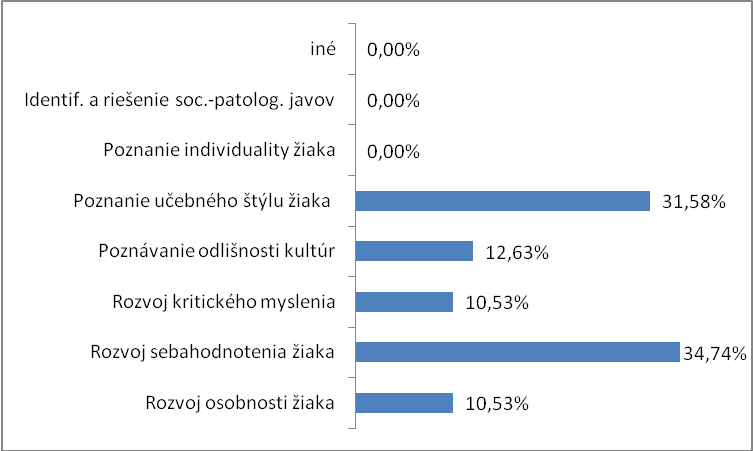 iné 0,00%
Identif. a riešenie soc.-patolog. javov 0,00%
Poznanie individuality žiaka 0,00%
Poznanie učebného štýlu žiaka 31,58%
Poznávanie odlišnosti kultúr 12,63%
Rozvoj kritického myslenia 10,53%
Rozvoj sebahodnotenia žiaka 34,74%
Rozvoj osobnosti žiaka 10,53%